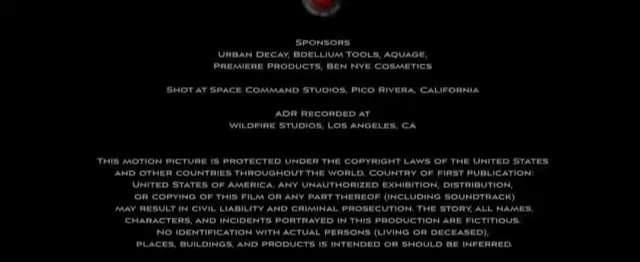 Sponsors
Urban Decay, Bdellium Tools, Aquage,
Premiere Products, Ben Nye Cosmetics
Shot at Space Command Studios, Pico Rivera, California
ADR Recorded at
Wildfire Studios, Los Angeles, CA
This motion picture is protected under the copyright laws of the United States
and other countries throughout the world. Country of first publication:
United States of America. Any unauthorized exhibition, distribution,
or copying of this film or any part thereof (including soundtrack)
may result in civil liability and criminal prosecution. The story, all names,
characters, and incidents portrayed in this production are fictitious.
No identification with actual persons (living or deceased),
places, buildings, and products is intended or should be inferred.